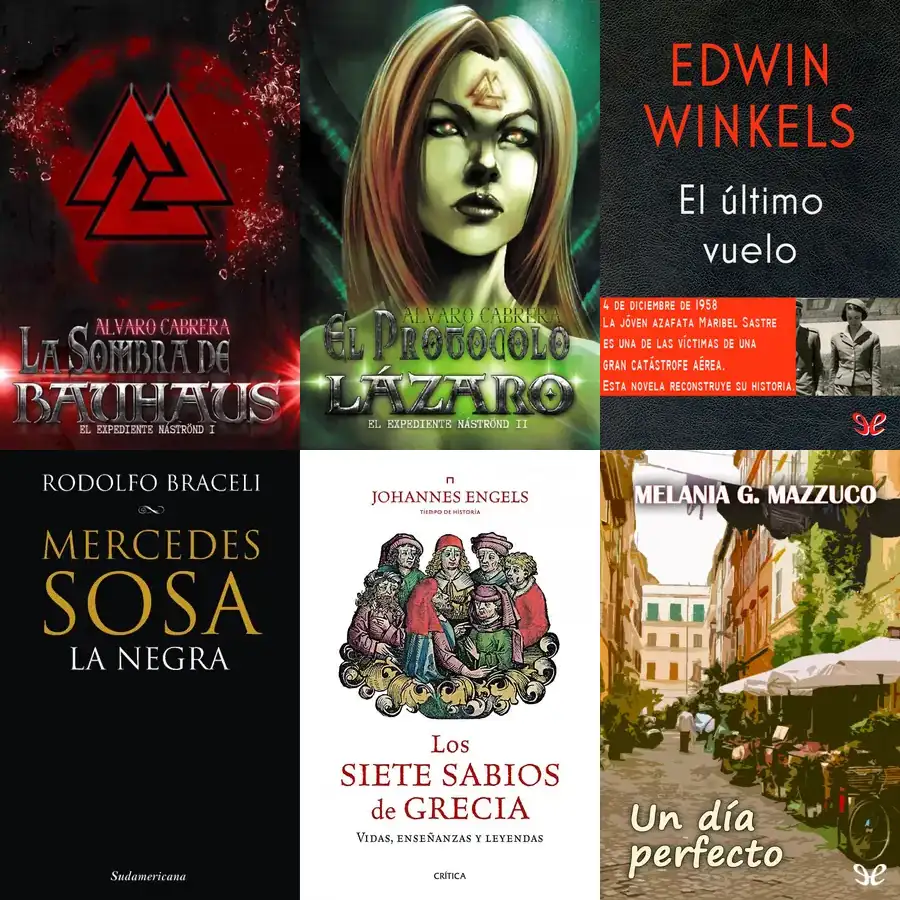 ALVARO CABRERA
LA SOMBRA DE
BAUHAUS
EL EXPEDIENTE NÁSTRÖND I
ALVARO CABRERA
EL PROTOCOLO
LÁZARO
EL EXPEDIENTE NÁSTRÖND II
EDWIN
WINKELS
El último
vuelo
4 DE DICIEMBRE DE 1958
LA JÓVEN AZAFATA MARIBEL SASTRE
ES UNA DE LAS VÍCTIMAS DE UNA
GRAN CATÁSTROFE AÉREA.
ESTA NOVELA RECONSTRUYE SU HISTORIA.
RODOLFO BRACELI
MERCEDES
SOSA
LA NEGRA
Sudamericana
JOHANNES ENGELS
TIEMPO DE HISTORIA
Los
SIETE SABIOS
de GRECIA
VIDAS, ENSEÑANZAS Y LEYENDAS
CRÍTICA
MELANIA G. MAZZUCO
Un día
perfecto